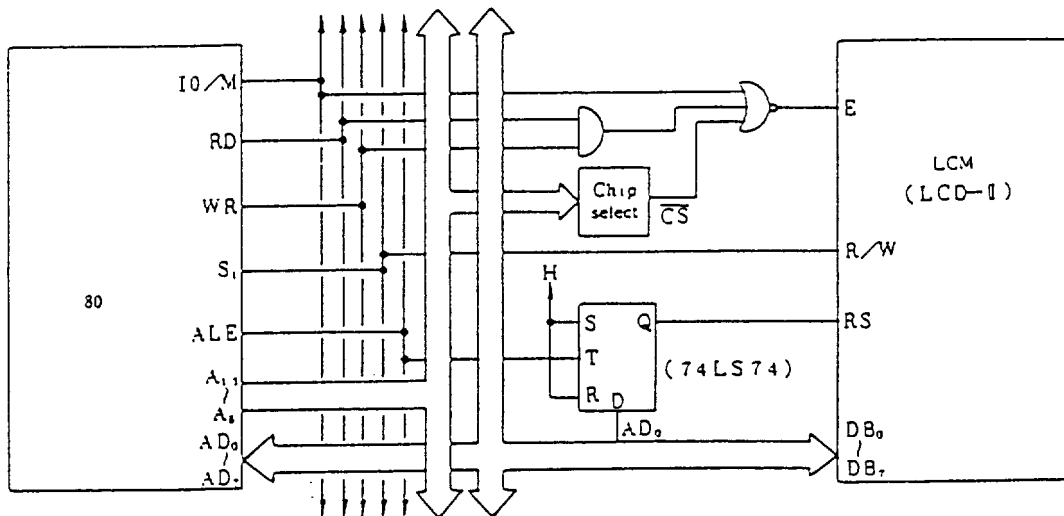 IO/M
RD
WR
S₁
80
ALE
A₁₁
~
A₈
AD₀
~
AD₇
Chip
select
CS
H
S
Q
T
R
D
(74LS74)
AD₀
E
LCM
(LCD-Ⅱ)
R/W
RS
DB₀
~
DB₇